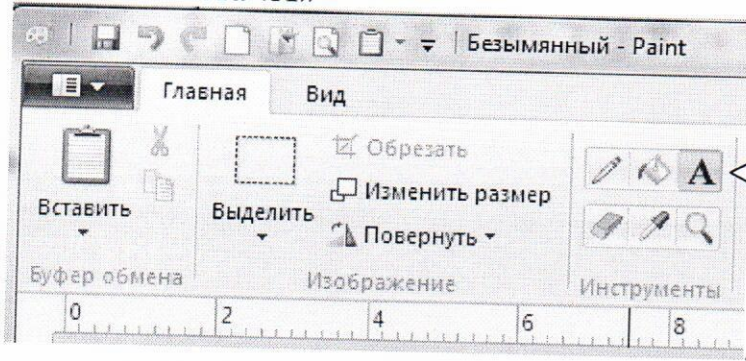 Безымянный - Paint
Главная Вид
Обрезать
Изменить размер
Вставить Выделить
Повернуть
A
Буфер обмена Изображение Инструменты
0 2 4 6 8